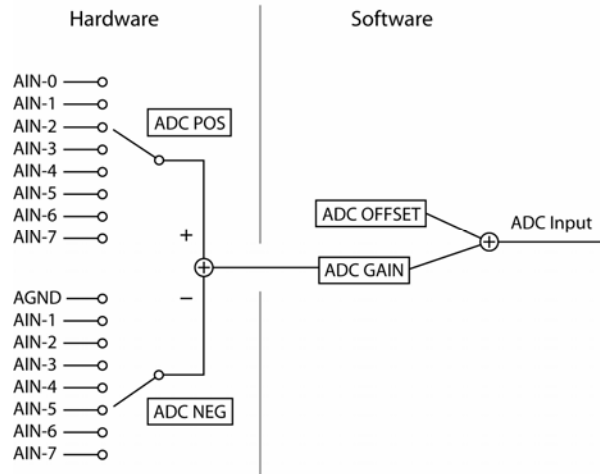 Hardware
Software
AIN-0
AIN-1
AIN-2
AIN-3
AIN-4
AIN-5
AIN-6
AIN-7
ADC POS
+
ADC OFFSET
ADC Input
+
+
ADC GAIN
AGND
−
AIN-1
AIN-2
AIN-3
AIN-4
AIN-5
AIN-6
AIN-7
ADC NEG